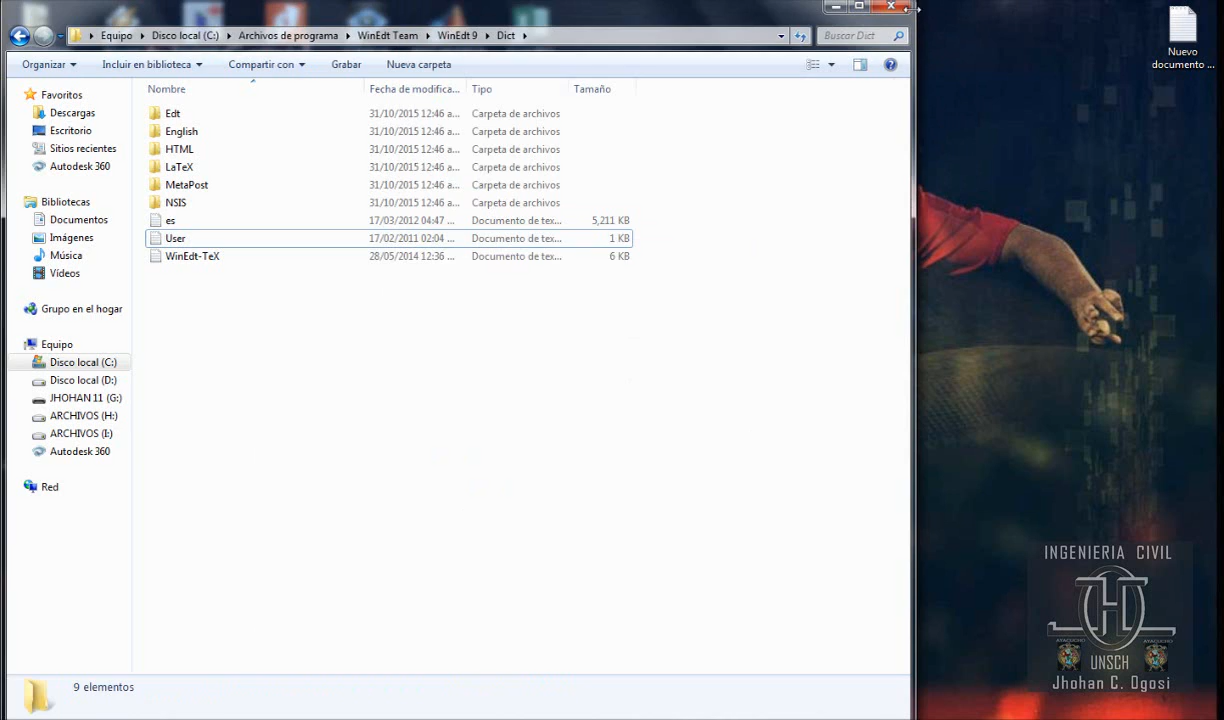 Equipo Disco local (C:) Archivos de programa WinEdt Team WinEdt 9 Dict
Buscar Dict
Organizar Incluir en biblioteca Compartir con Grabar Nueva carpeta
Nombre Fecha de modifica... Tipo Tamaño
Edt 31/10/2015 12:46 a... Carpeta de archivos
English 31/10/2015 12:46 a... Carpeta de archivos
HTML 31/10/2015 12:46 a... Carpeta de archivos
LaTeX 31/10/2015 12:46 a... Carpeta de archivos
MetaPost 31/10/2015 12:46 a... Carpeta de archivos
NSIS 31/10/2015 12:46 a... Carpeta de archivos
es 17/03/2012 04:47 ... Documento de tex... 5,211 KB
User 17/02/2011 02:04 ... Documento de tex... 1 KB
WinEdt-TeX 28/05/2014 12:36 ... Documento de tex... 6 KB
Favoritos
Descargas
Escritorio
Sitios recientes
Autodesk 360
Bibliotecas
Documentos
Imágenes
Música
Vídeos
Grupo en el hogar
Equipo
Disco local (C:)
Disco local (D:)
JHOHAN 11 (G:)
ARCHIVOS (H:)
ARCHIVOS (I:)
Autodesk 360
Red
9 elementos
Nuevo
documento ...
INGENIERIA CIVIL
AYACUCHO AYACUCHO
UNSCH
Jhohan C. Ogosi